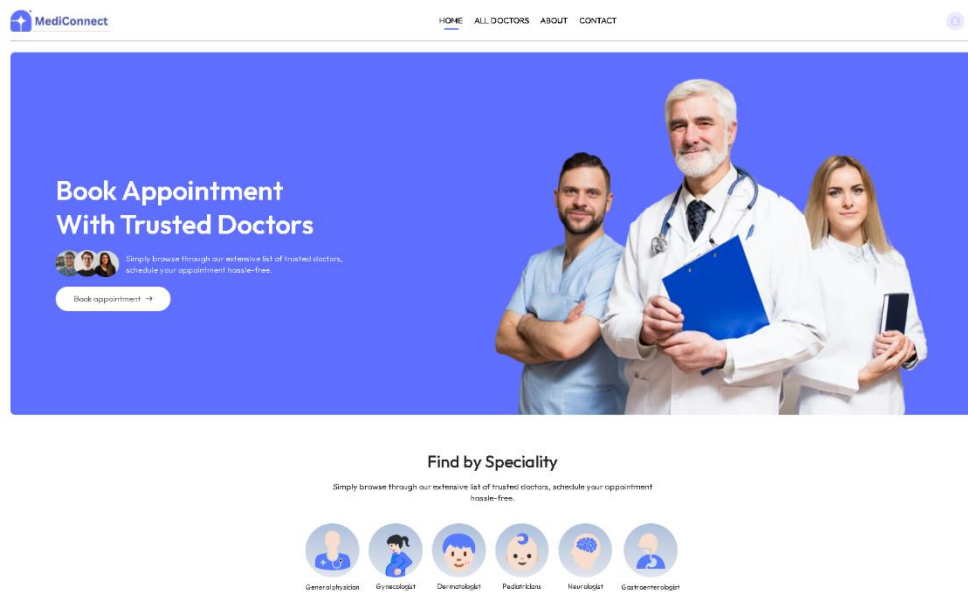 MediConnect
HOME
ALL DOCTORS
ABOUT
CONTACT
Book Appointment
With Trusted Doctors
Simply browse through our extensive list of trusted doctors,
schedule your appointment hassle-free.
Book appointment →
Find by Speciality
Simply browse through our extensive list of trusted doctors, schedule your appointment
hassle-free.
General physician
Gynecologist
Dermatologist
Pediatricians
Neurologist
Gastroenterologist